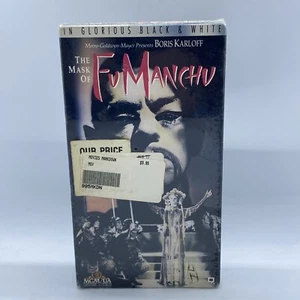 IN GLORIOUS BLACK & WHITE
Metro-Goldwyn-Mayer Presents BORIS KARLOFF
THE MASK OF
FU MANCHU
OUR PRICE
MGM/UA